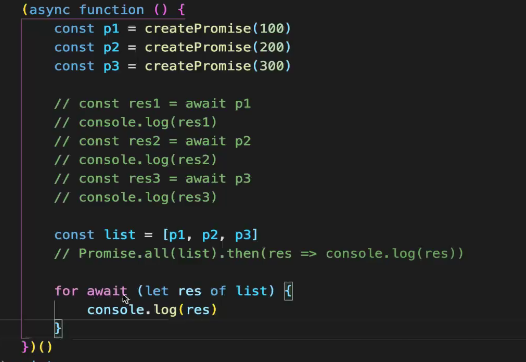 (async function () {
    const p1 = createPromise(100)
    const p2 = createPromise(200)
    const p3 = createPromise(300)

    // const res1 = await p1
    // console.log(res1)
    // const res2 = await p2
    // console.log(res2)
    // const res3 = await p3
    // console.log(res3)

    const list = [p1, p2, p3]
    // Promise.all(list).then(res => console.log(res))

    for await (let res of list) {
        console.log(res)
    }
})()